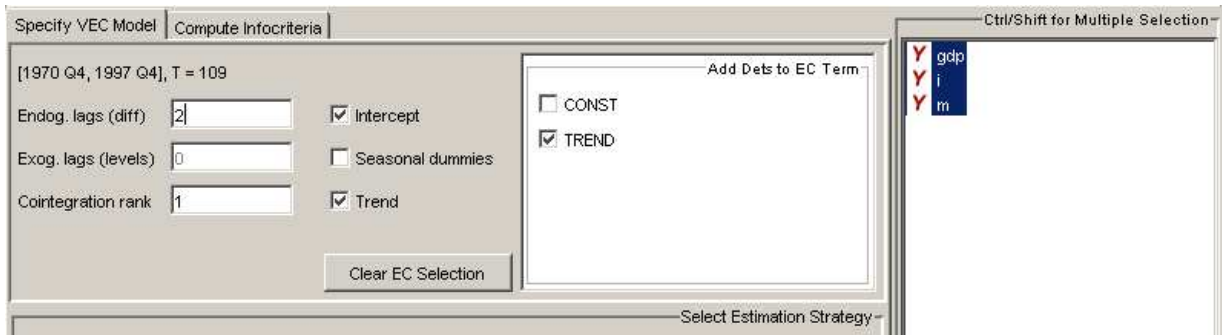 Specify VEC Model
Compute Infocriteria
Ctrl/Shift for Multiple Selection
[1970 Q4, 1997 Q4], T = 109
Add Dets to EC Term
Endog. lags (diff) 2
Intercept
CONST
Exog. lags (levels) 0
Seasonal dummies
TREND
Cointegration rank 1
Trend
Clear EC Selection
Select Estimation Strategy
Y gdp
Y i
Y m